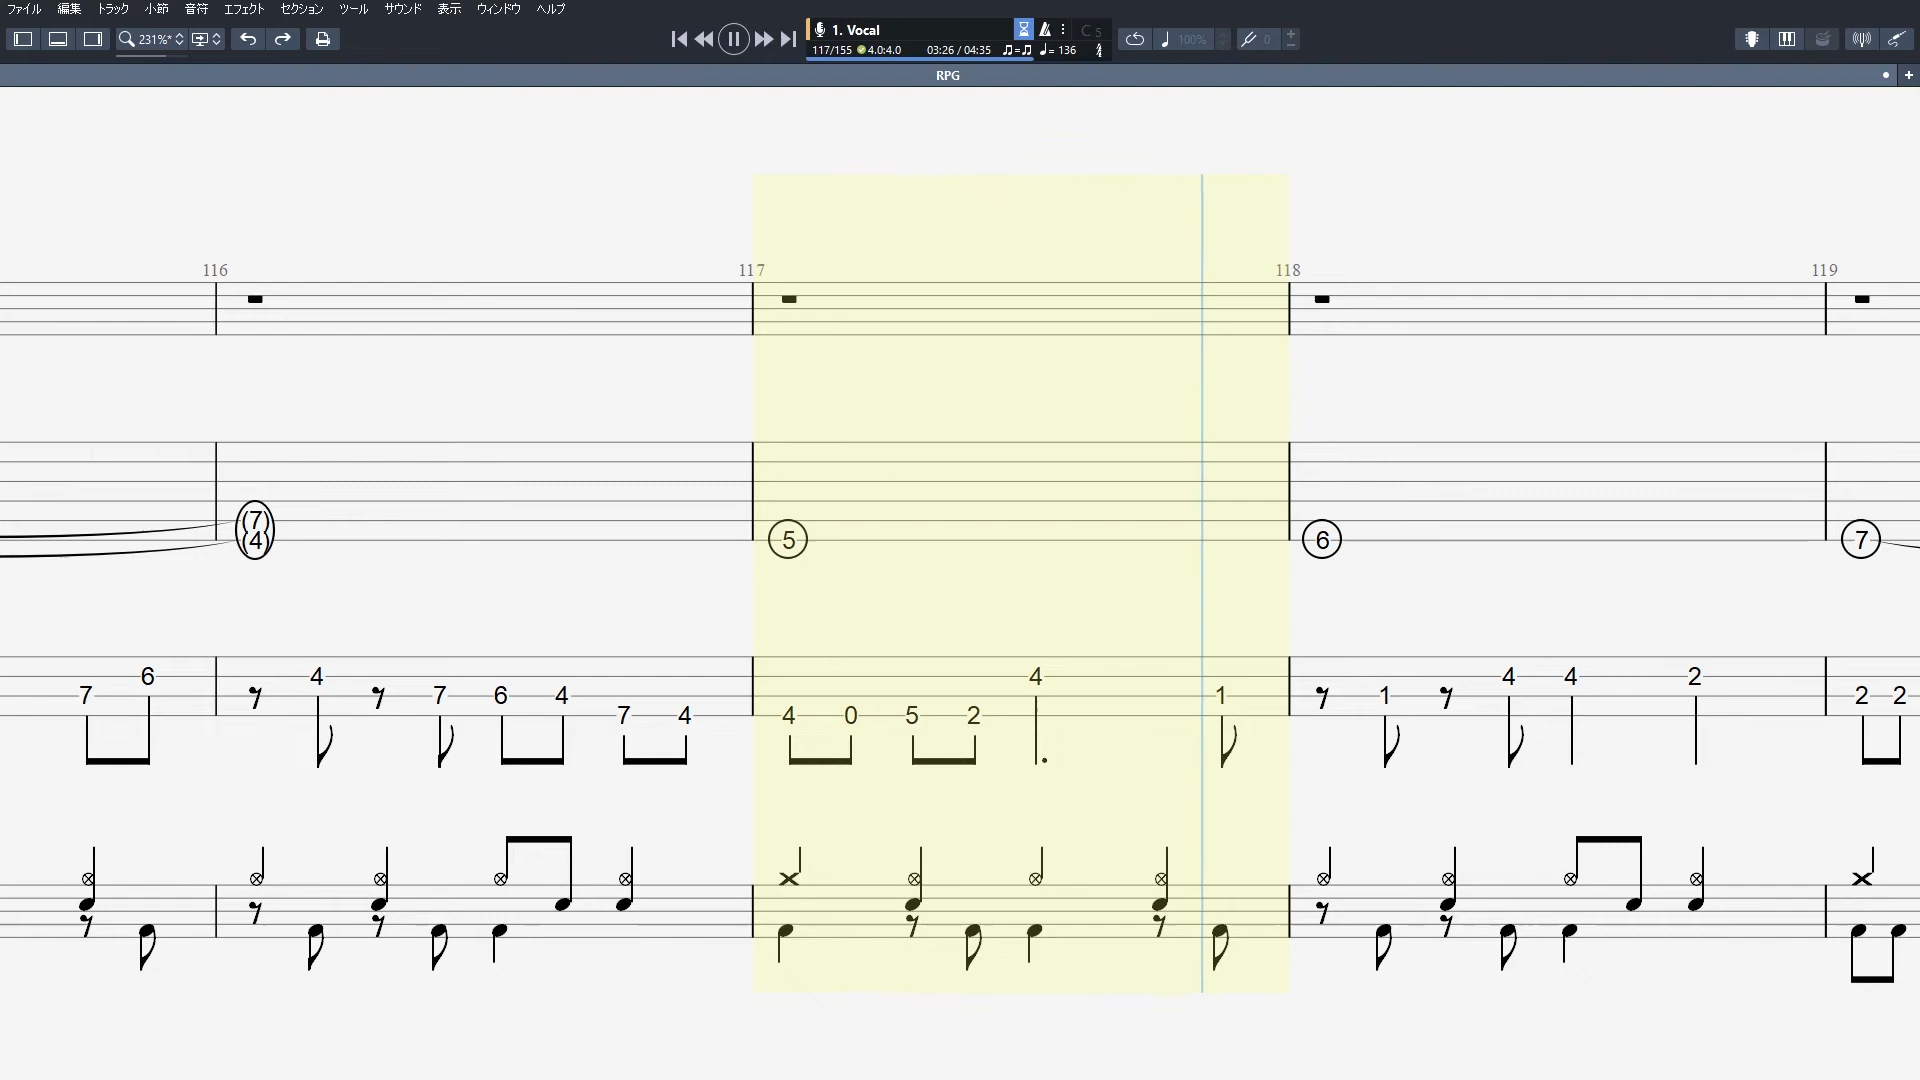 ファイル 編集 トラック 小節 音符 エフェクト セクション ツール サウンド 表示 ウィンドウ ヘルプ
231%* 1. Vocal C 5 100% 0
117/155 4.0:4.0 03:26 / 04:35 ♫=♫ ♩= 136
RPG
116 117 118 119
(7) 
(4) 5 6 7
6 4 4 4 4 2
7 7 6 4 1 1 2 2
7 4 4 0 5 2